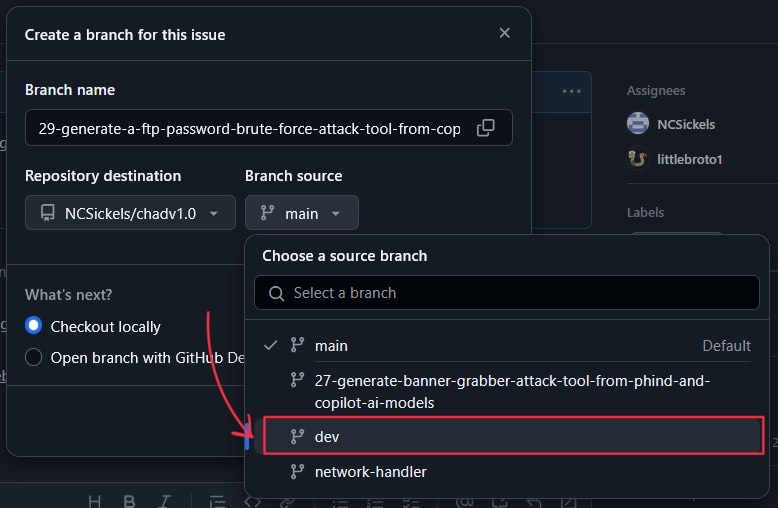 Create a branch for this issue
Branch name
29-generate-a-ftp-password-brute-force-attack-tool-from-cop
Repository destination
Branch source
NCSickels/chadv1.0
main
Choose a source branch
Select a branch
main
Default
27-generate-banner-grabber-attack-tool-from-phind-and-
copilot-ai-models
dev
network-handler
What's next?
Checkout locally
Open branch with GitHub De
Assignees
NCSickels
littlebroto1
Labels
H B I